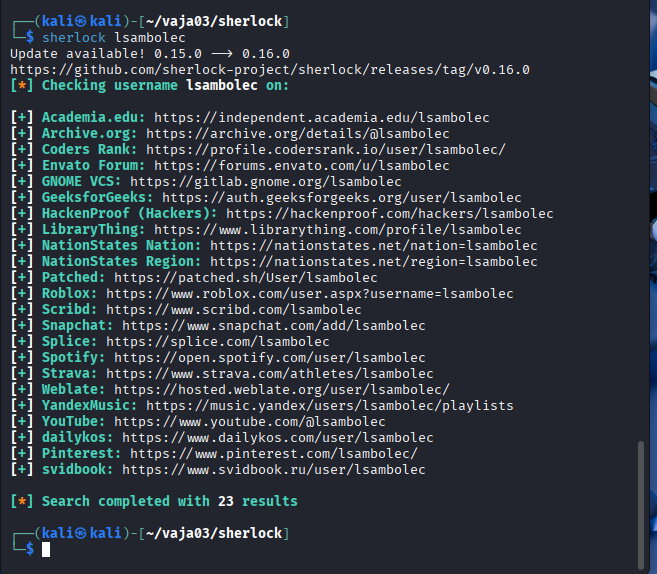 ┌──(kali㉿kali)-[~/vaja03/sherlock]
└─$ sherlock lsambolec
Update available! 0.15.0 --> 0.16.0
https://github.com/sherlock-project/sherlock/releases/tag/v0.16.0
[*] Checking username lsambolec on:

[+] Academia.edu: https://independent.academia.edu/lsambolec
[+] Archive.org: https://archive.org/details/@lsambolec
[+] Coders Rank: https://profile.codersrank.io/user/lsambolec/
[+] Envato Forum: https://forums.envato.com/u/lsambolec
[+] GNOME VCS: https://gitlab.gnome.org/lsambolec
[+] GeeksforGeeks: https://auth.geeksforgeeks.org/user/lsambolec
[+] HackenProof (Hackers): https://hackenproof.com/hackers/lsambolec
[+] LibraryThing: https://www.librarything.com/profile/lsambolec
[+] NationStates Nation: https://nationstates.net/nation=lsambolec
[+] NationStates Region: https://nationstates.net/region=lsambolec
[+] Patched: https://patched.sh/User/lsambolec
[+] Roblox: https://www.roblox.com/user.aspx?username=lsambolec
[+] Scribd: https://www.scribd.com/lsambolec
[+] Snapchat: https://www.snapchat.com/add/lsambolec
[+] Splice: https://splice.com/lsambolec
[+] Spotify: https://open.spotify.com/user/lsambolec
[+] Strava: https://www.strava.com/athletes/lsambolec
[+] Weblate: https://hosted.weblate.org/user/lsambolec/
[+] YandexMusic: https://music.yandex/users/lsambolec/playlists
[+] YouTube: https://www.youtube.com/@lsambolec
[+] dailykos: https://www.dailykos.com/user/lsambolec
[+] Pinterest: https://www.pinterest.com/lsambolec/
[+] svidbook: https://www.svidbook.ru/user/lsambolec

[*] Search completed with 23 results

┌──(kali㉿kali)-[~/vaja03/sherlock]
└─$